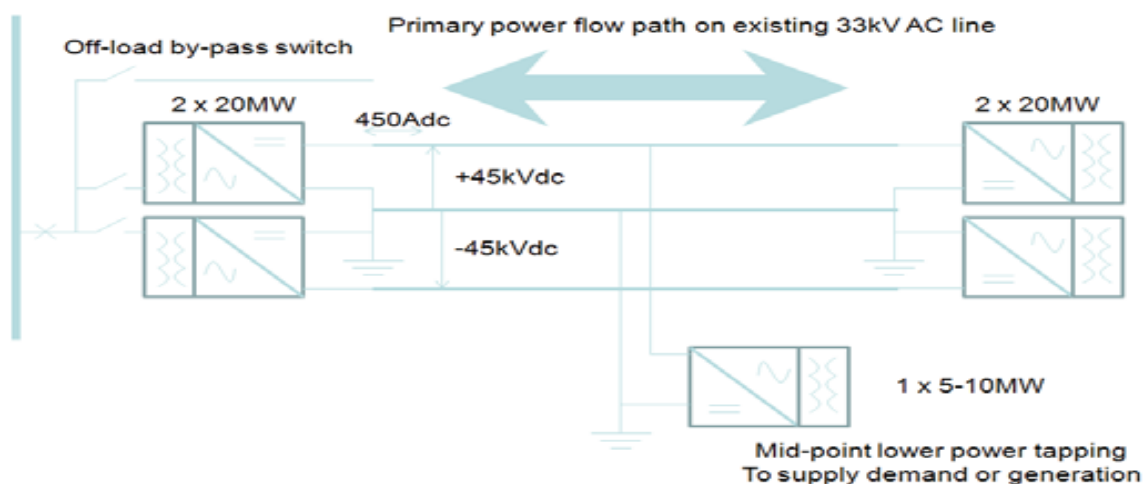 Primary power flow path on existing 33kV AC line
Off-load by-pass switch
2 x 20MW
2 x 20MW
450Adc
+45kVdc
-45kVdc
1 x 5-10MW
Mid-point lower power tapping
To supply demand or generation